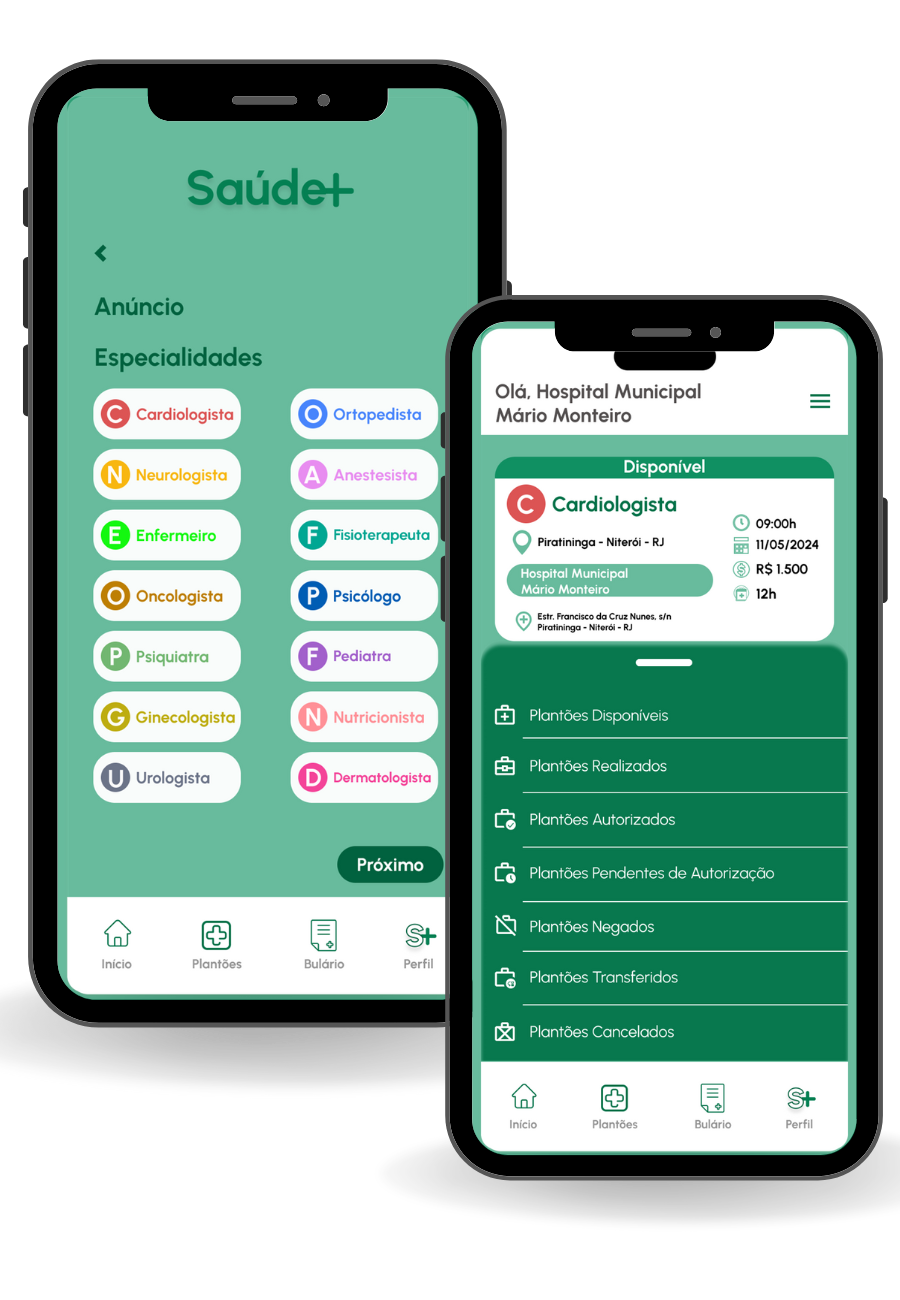 Saúde+
Anúncio
Especialidades
C Cardiologista
O Ortopedista
N Neurologista
A Anestesista
E Enfermeiro
F Fisioterapeuta
O Oncologista
P Psicólogo
P Psiquiatra
F Pediatra
G Ginecologista
N Nutricionista
U Urologista
D Dermatologista
Próximo
Início
Plantões
Bulário
S+
Perfil
Olá, Hospital Municipal
Mário Monteiro
Disponível
C Cardiologista
Piratininga - Niterói - RJ
Hospital Municipal
Mário Monteiro
Estr. Francisco da Cruz Nunes, s/n
Piratininga - Niterói - RJ
09:00h
11/05/2024
R$ 1.500
12h
Plantões Disponíveis
Plantões Realizados
Plantões Autorizados
Plantões Pendentes de Autorização
Plantões Negados
Plantões Transferidos
Plantões Cancelados
Início
Plantões
Bulário
S+
Perfil